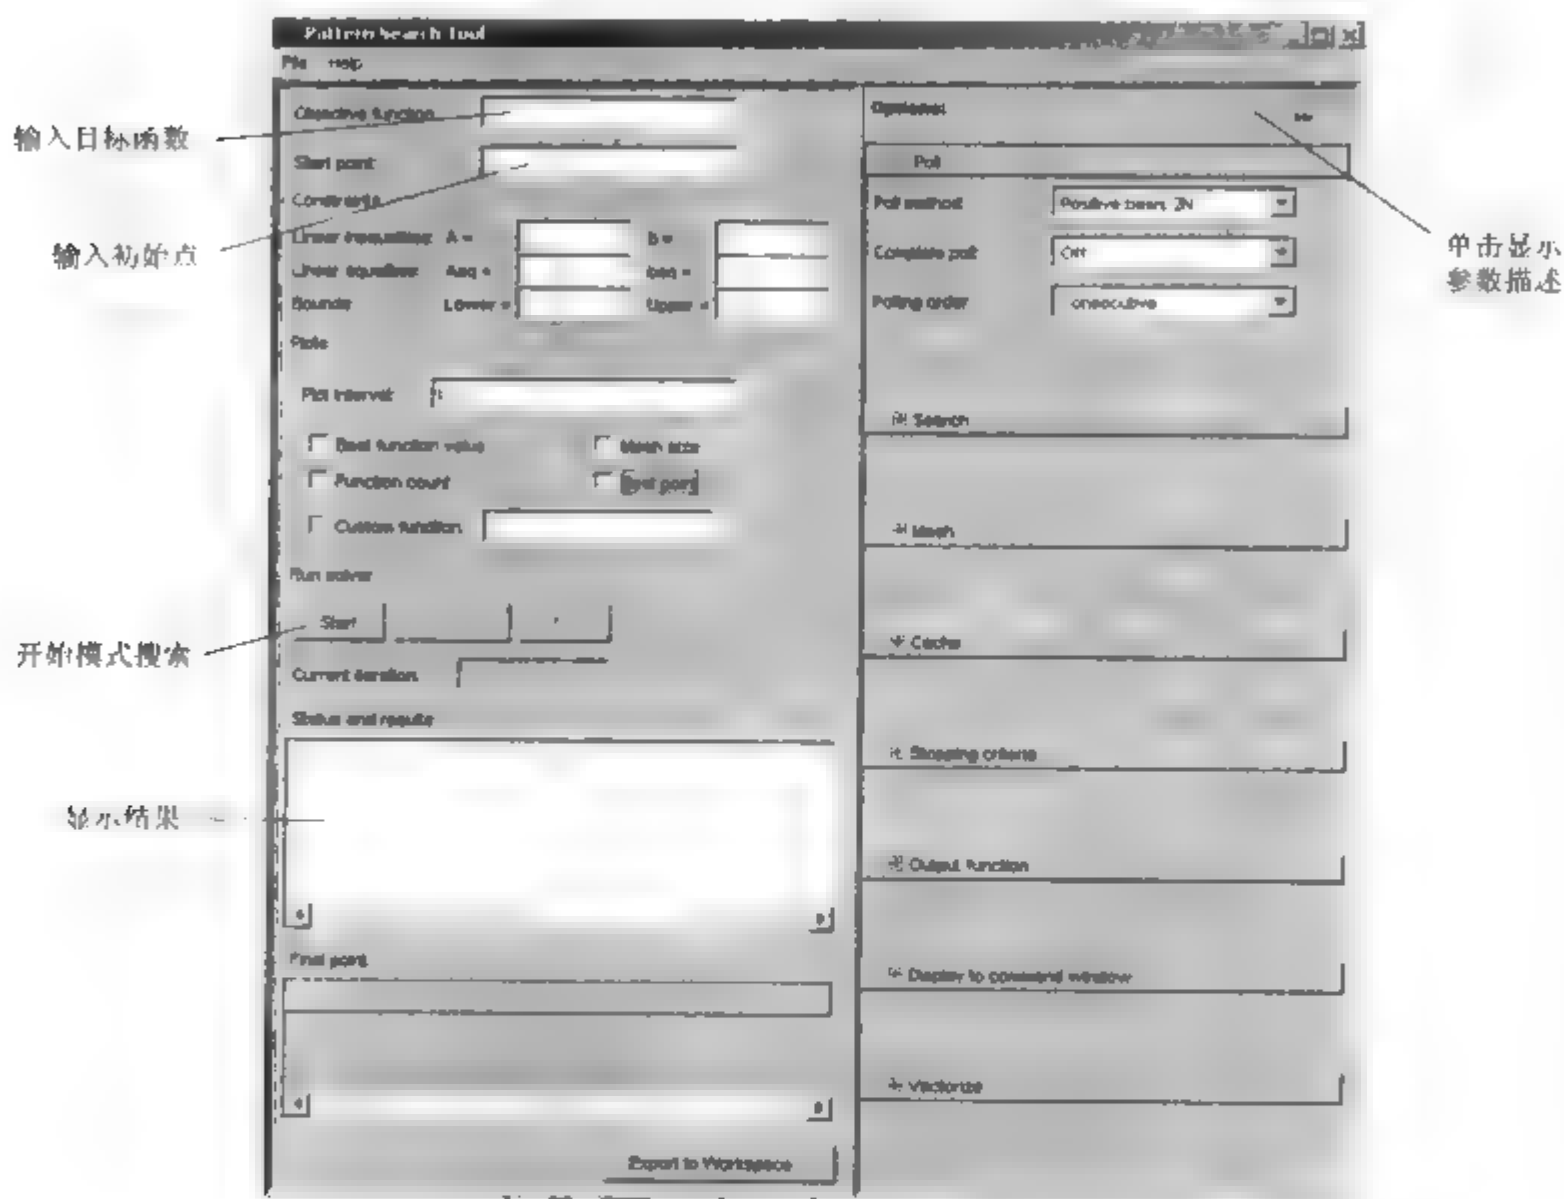 Pattern Search Tool
File Help
Objective function
Start point
Constraints
Linear inequalities A = b =
Linear equalities Aeq = beq =
Bounds Lower = Upper =
Plots
Plot interval: 1
Best function value Mesh size
Function count Best point
Custom function
Run solver
Start
Current iteration
Status and results
Final point
Export to Workspace
Options:
>>
Poll
Poll method Positive basis 2N
Complete poll Off
Polling order onsecutive
Search
Mesh
Cache
Stopping criteria
Output function
Display to command window
Vectorize
输入目标函数
输入初始点
开始模式搜索
显示结果
单击显示
参数描述